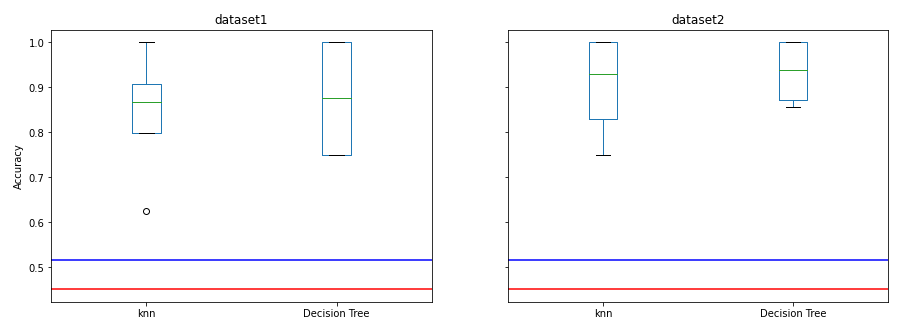 dataset1
dataset2
1.0
0.9
0.8
0.7
0.6
0.5
Accuracy
knn
Decision Tree
knn
Decision Tree